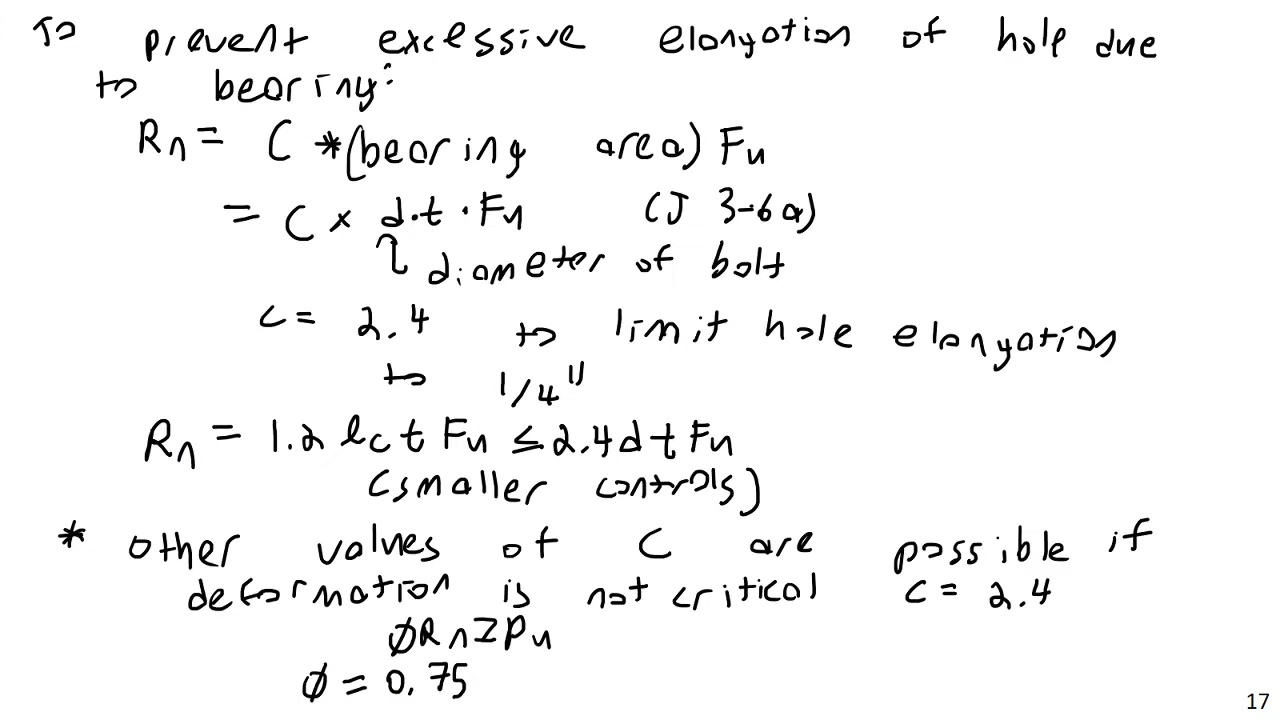 To prevent excessive elongation of hole due
to bearing:
Rn = C * (bearing area) Fu
= C x d.t . Fu (J 3-6a)
diameter of bolt
C = 2.4 to limit hole elongation
to 1/4"
Rn = 1.2 lc t Fu ≤ 2.4 d t Fu
(smaller controls)
* other values of C are possible if
deformation is not critical C = 2.4
ØRn ≥ Pu
Ø = 0.75
17